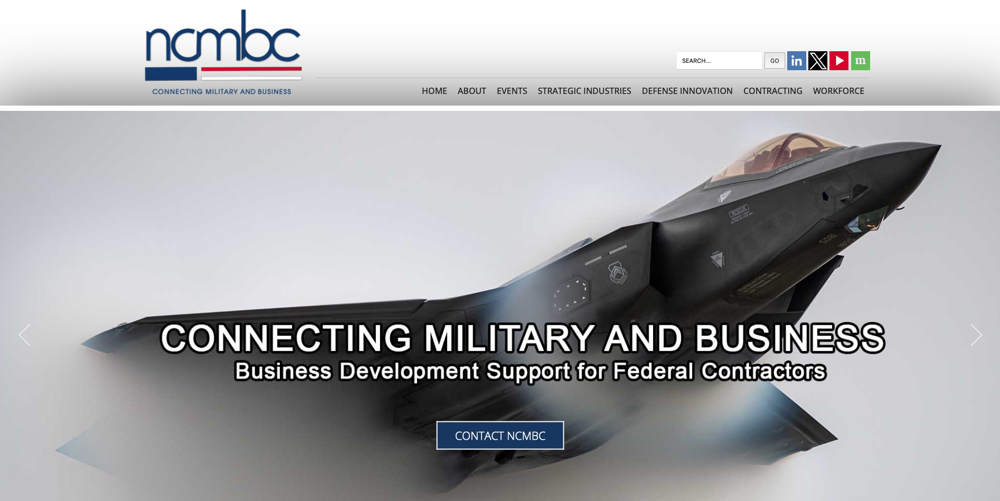 ncmbc
CONNECTING MILITARY AND BUSINESS
SEARCH...
GO
in
X
m
HOME
ABOUT
EVENTS
STRATEGIC INDUSTRIES
DEFENSE INNOVATION
CONTRACTING
WORKFORCE
RESCUE
CONNECTING MILITARY AND BUSINESS
Business Development Support for Federal Contractors
CONTACT NCMBC